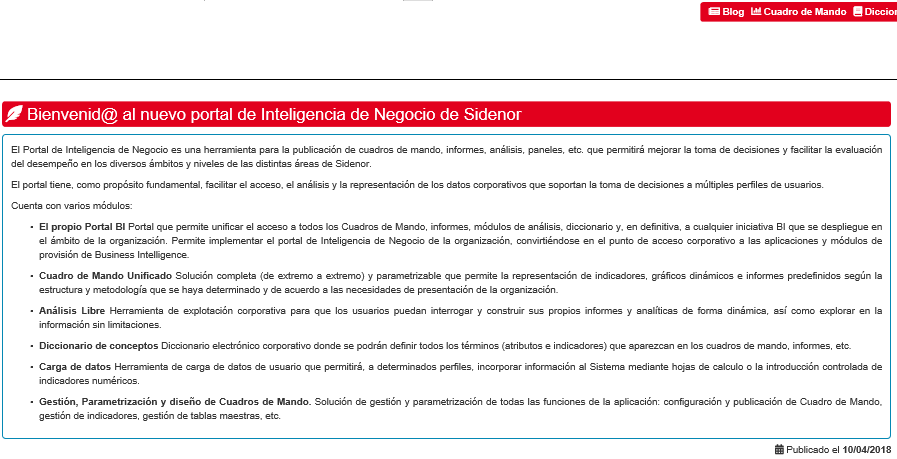 Blog Cuadro de Mando Diccion
Bienvenid@ al nuevo portal de Inteligencia de Negocio de Sidenor
El Portal de Inteligencia de Negocio es una herramienta para la publicación de cuadros de mando, informes, análisis, paneles, etc. que permitirá mejorar la toma de decisiones y facilitar la evaluación
del desempeño en los diversos ámbitos y niveles de las distintas áreas de Sidenor.
El portal tiene, como propósito fundamental, facilitar el acceso, el análisis y la representación de los datos corporativos que soportan la toma de decisiones a múltiples perfiles de usuarios.
Cuenta con varios módulos:
• El propio Portal BI Portal que permite unificar el acceso a todos los Cuadros de Mando, informes, módulos de análisis, diccionario y, en definitiva, a cualquier iniciativa BI que se despliegue en
el ámbito de la organización. Permite implementar el portal de Inteligencia de Negocio de la organización, convirtiéndose en el punto de acceso corporativo a las aplicaciones y módulos de
provisión de Business Intelligence.
• Cuadro de Mando Unificado Solución completa (de extremo a extremo) y parametrizable que permite la representación de indicadores, gráficos dinámicos e informes predefinidos según la
estructura y metodología que se haya determinado y de acuerdo a las necesidades de presentación de la organización.
• Análisis Libre Herramienta de explotación corporativa para que los usuarios puedan interrogar y construir sus propios informes y analíticas de forma dinámica, así como explorar en la
información sin limitaciones.
• Diccionario de conceptos Diccionario electrónico corporativo donde se podrán definir todos los términos (atributos e indicadores) que aparezcan en los cuadros de mando, informes, etc.
• Carga de datos Herramienta de carga de datos de usuario que permitirá, a determinados perfiles, incorporar información al Sistema mediante hojas de calculo o la introducción controlada de
indicadores numéricos.
• Gestión, Parametrización y diseño de Cuadros de Mando. Solución de gestión y parametrización de todas las funciones de la aplicación: configuración y publicación de Cuadro de Mando,
gestión de indicadores, gestión de tablas maestras, etc.
Publicado el 10/04/2018